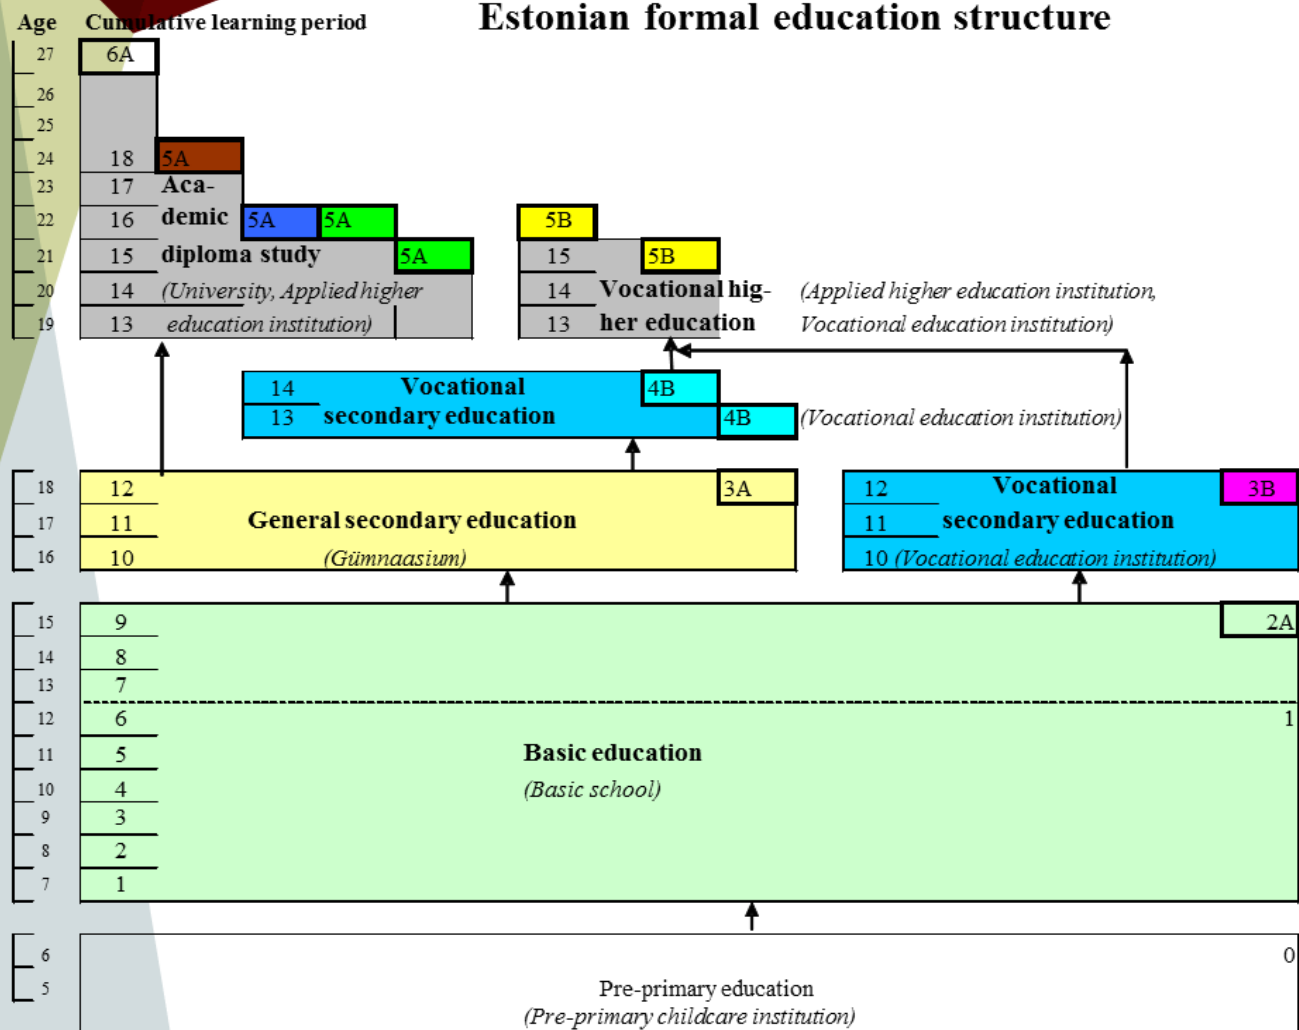 Estonian formal education structure
Age Cumulative learning period
27 6A
26
25
24 18 5A
23 17 Aca-
22 16 demic 5A 5A 5B
21 15 diploma study 5A 15 5B
20 14 (University, Applied higher 14 Vocational hig- (Applied higher education institution,
19 13 education institution) 13 her education Vocational education institution)
14 Vocational 4B
13 secondary education 4B (Vocational education institution)
18 12 3A 12 Vocational 3B
17 11 General secondary education 11 secondary education
16 10 (Gümnaasium) 10 (Vocational education institution)
15 9 2A
14 8
13 7
12 6 1
11 5 Basic education
10 4 (Basic school)
9 3
8 2
7 1
6 0
5 Pre-primary education
(Pre-primary childcare institution)